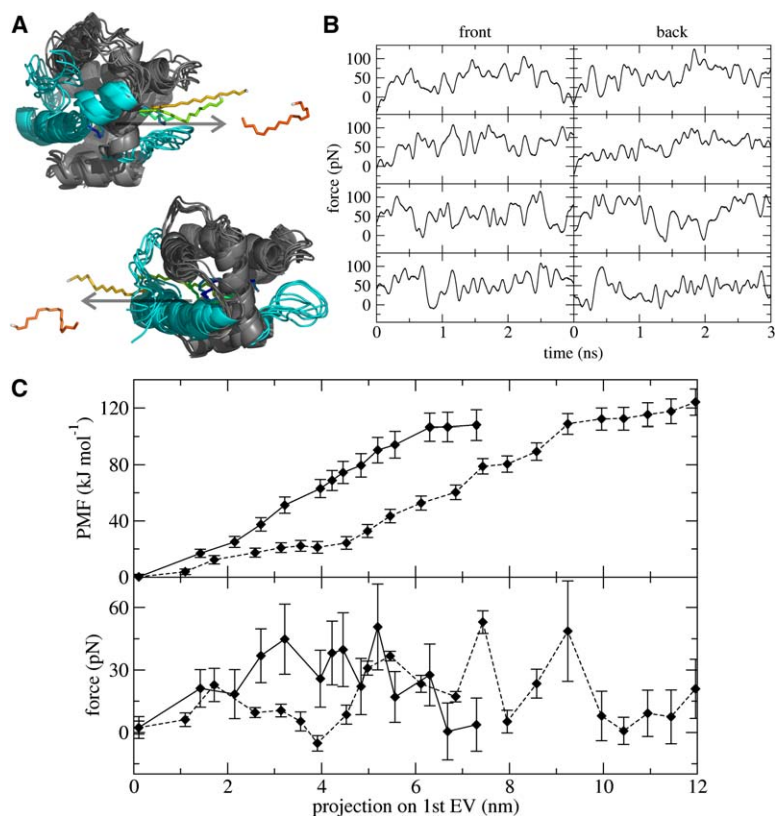 A
B
front
back
100
50
0
100
50
0
100
50
0
100
50
0
force (pN)
0 1 2 0 1 2 3
time (ns)
C
120
80
40
0
PMF (kJ mol⁻¹)
60
30
0
force (pN)
0 2 4 6 8 10 12
projection on 1st EV (nm)